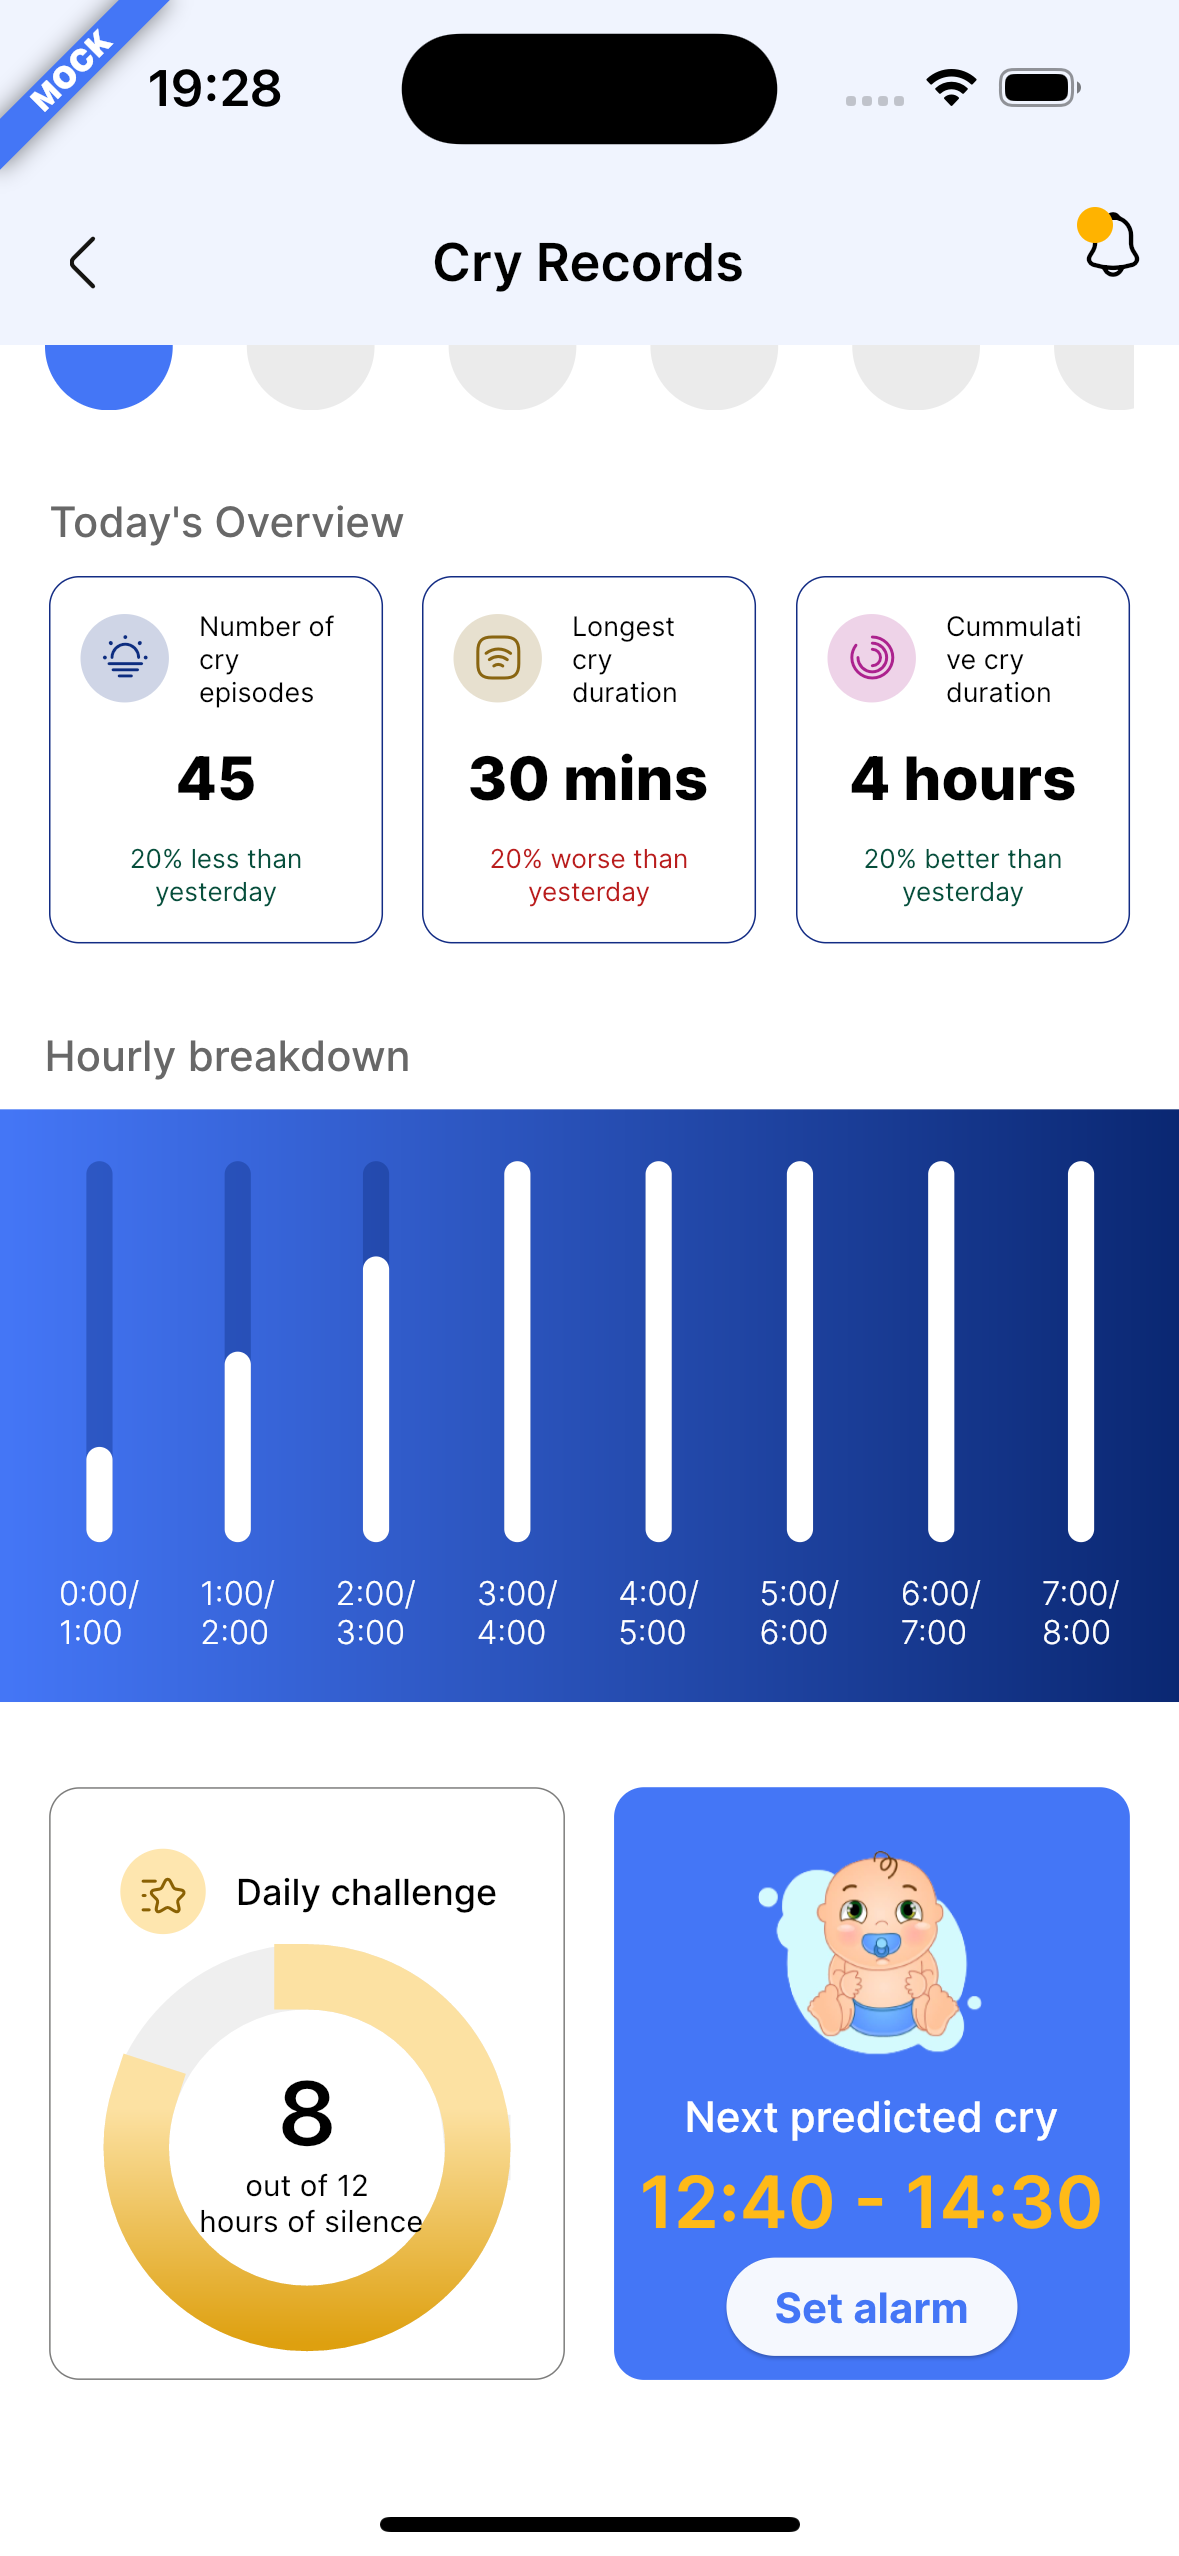 MOCK
19:28
Cry Records
Today's Overview
Number of
cry
episodes
45
20% less than
yesterday
Longest
cry
duration
30 mins
20% worse than
yesterday
Cummulati
ve cry
duration
4 hours
20% better than
yesterday
Hourly breakdown
0:00/
1:00
1:00/
2:00
2:00/
3:00
3:00/
4:00
4:00/
5:00
5:00/
6:00
6:00/
7:00
7:00/
8:00
Daily challenge
8
out of 12
hours of silence
Next predicted cry
12:40 - 14:30
Set alarm